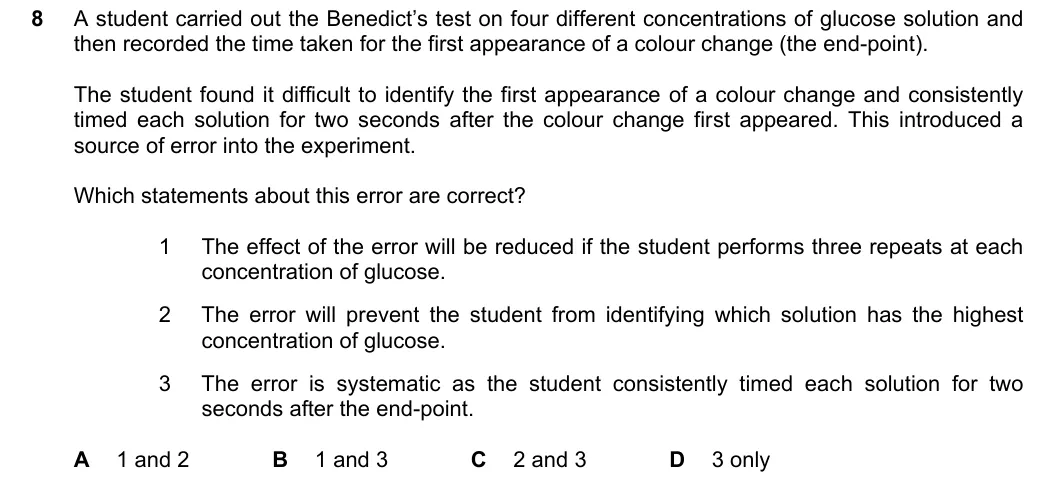 8 A student carried out the Benedict's test on four different concentrations of glucose solution and
then recorded the time taken for the first appearance of a colour change (the end-point).
The student found it difficult to identify the first appearance of a colour change and consistently
timed each solution for two seconds after the colour change first appeared. This introduced a
source of error into the experiment.
Which statements about this error are correct?
1 The effect of the error will be reduced if the student performs three repeats at each
concentration of glucose.
2 The error will prevent the student from identifying which solution has the highest
concentration of glucose.
3 The error is systematic as the student consistently timed each solution for two
seconds after the end-point.
A 1 and 2 B 1 and 3 C 2 and 3 D 3 only